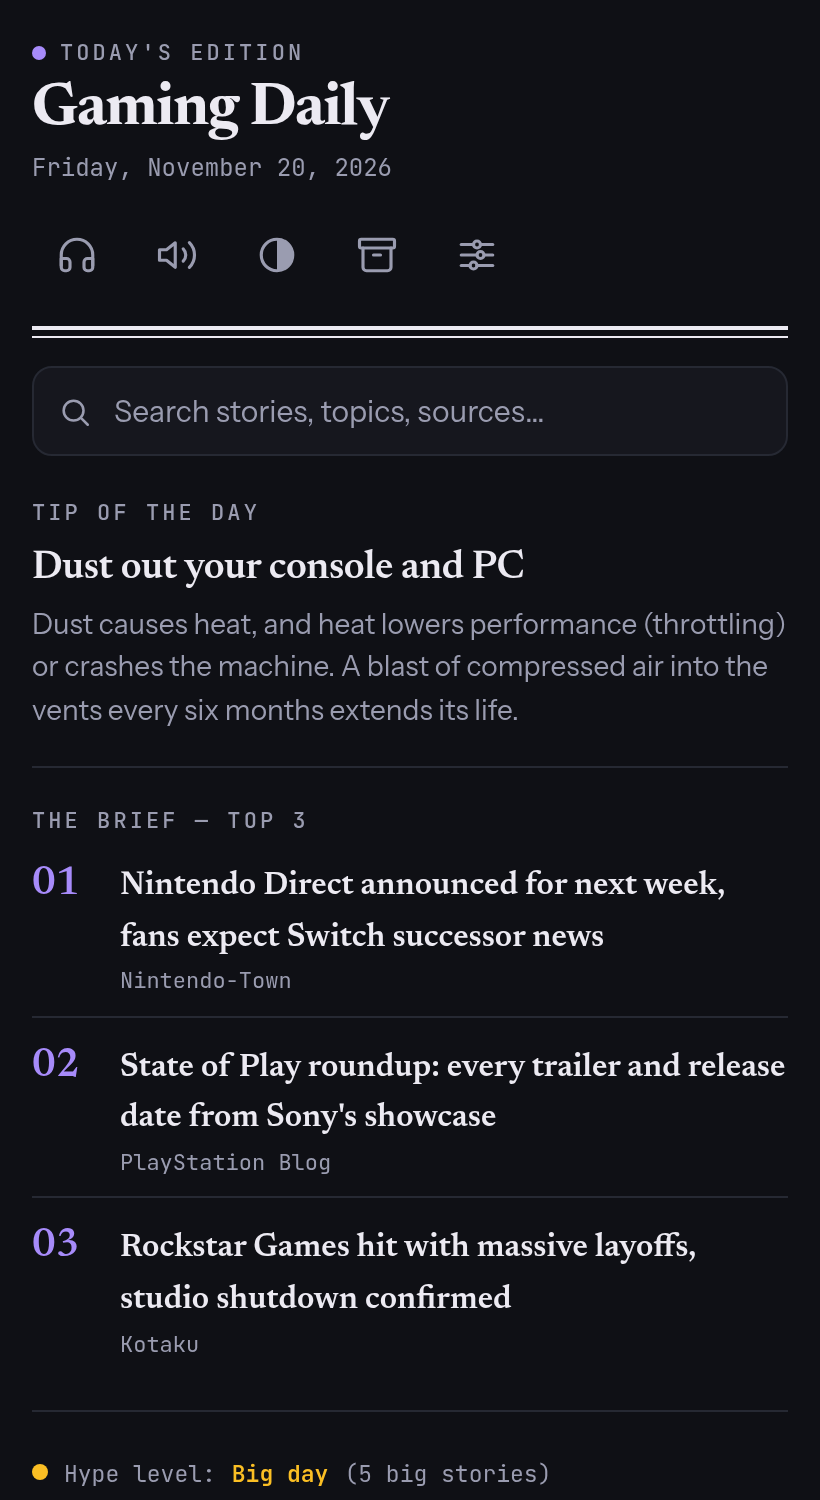 TODAY'S EDITION
Gaming Daily
Friday, November 20, 2026
Search stories, topics, sources…
TIP OF THE DAY
Dust out your console and PC
Dust causes heat, and heat lowers performance (throttling)
or crashes the machine. A blast of compressed air into the
vents every six months extends its life.
THE BRIEF — TOP 3
01
Nintendo Direct announced for next week,
fans expect Switch successor news
Nintendo-Town
02
State of Play roundup: every trailer and release
date from Sony's showcase
PlayStation Blog
03
Rockstar Games hit with massive layoffs,
studio shutdown confirmed
Kotaku
Hype level: Big day (5 big stories)